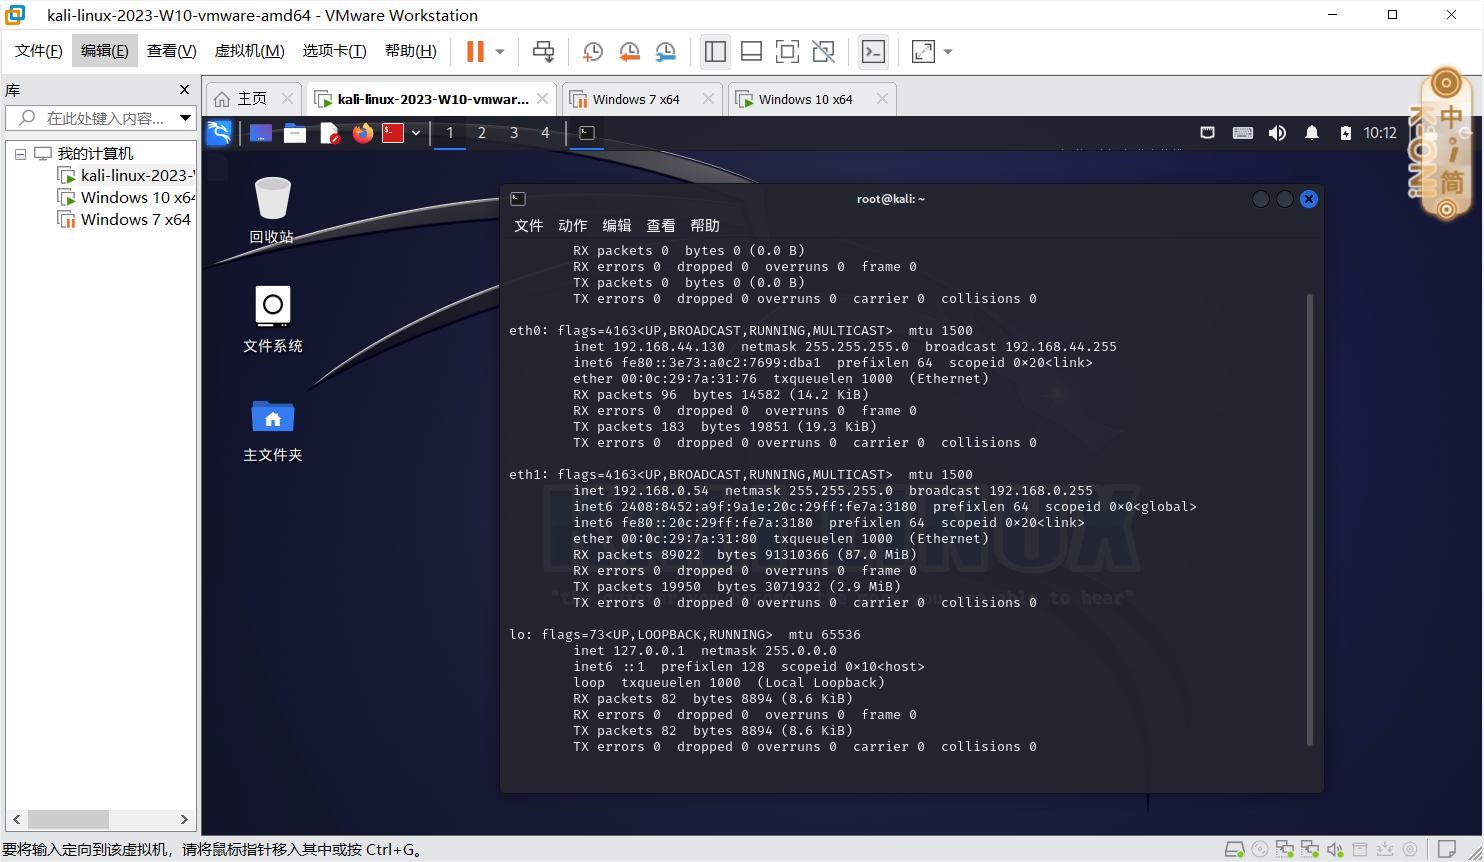 kali-linux-2023-W10-vmware-amd64 - VMware Workstation
文件(F) 编辑(E) 查看(V) 虚拟机(M) 选项卡(T) 帮助(H)
库
主页 kali-linux-2023-W10-vmwar... Windows 7 x64 Windows 10 x64
在此处键入内容...
1 2 3 4 10:12
我的计算机
kali-linux-2023-
Windows 10 x64
Windows 7 x64
中
简
回收站
文件系统
主文件夹
root@kali: ~
文件 动作 编辑 查看 帮助
RX packets 0  bytes 0 (0.0 B)
RX errors 0  dropped 0  overruns 0  frame 0
TX packets 0  bytes 0 (0.0 B)
TX errors 0  dropped 0 overruns 0  carrier 0  collisions 0
eth0: flags=4163<UP,BROADCAST,RUNNING,MULTICAST>  mtu 1500
inet 192.168.44.130  netmask 255.255.255.0  broadcast 192.168.44.255
inet6 fe80::3e73:a0c2:7699:dba1  prefixlen 64  scopeid 0×20<link>
ether 00:0c:29:7a:31:76  txqueuelen 1000  (Ethernet)
RX packets 96  bytes 14582 (14.2 KiB)
RX errors 0  dropped 0  overruns 0  frame 0
TX packets 183  bytes 19851 (19.3 KiB)
TX errors 0  dropped 0 overruns 0  carrier 0  collisions 0
eth1: flags=4163<UP,BROADCAST,RUNNING,MULTICAST>  mtu 1500
inet 192.168.0.54  netmask 255.255.255.0  broadcast 192.168.0.255
inet6 2408:8452:a9f:9a1e:20c:29ff:fe7a:3180  prefixlen 64  scopeid 0×0<global>
inet6 fe80::20c:29ff:fe7a:3180  prefixlen 64  scopeid 0×20<link>
ether 00:0c:29:7a:31:80  txqueuelen 1000  (Ethernet)
RX packets 89022  bytes 91310366 (87.0 MiB)
RX errors 0  dropped 0  overruns 0  frame 0
TX packets 19950  bytes 3071932 (2.9 MiB)
TX errors 0  dropped 0 overruns 0  carrier 0  collisions 0
lo: flags=73<UP,LOOPBACK,RUNNING>  mtu 65536
inet 127.0.0.1  netmask 255.0.0.0
inet6 ::1  prefixlen 128  scopeid 0×10<host>
loop  txqueuelen 1000  (Local Loopback)
RX packets 82  bytes 8894 (8.6 KiB)
RX errors 0  dropped 0  overruns 0  frame 0
TX packets 82  bytes 8894 (8.6 KiB)
TX errors 0  dropped 0 overruns 0  carrier 0  collisions 0
要将输入定向到该虚拟机，请将鼠标指针移入其中或按 Ctrl+G。